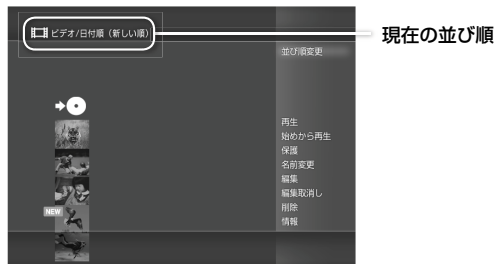 ビデオ/日付順（新しい順）
現在の並び順
並び順変更
再生
始めから再生
保護
名前変更
編集
編集取消し
削除
情報
NEW